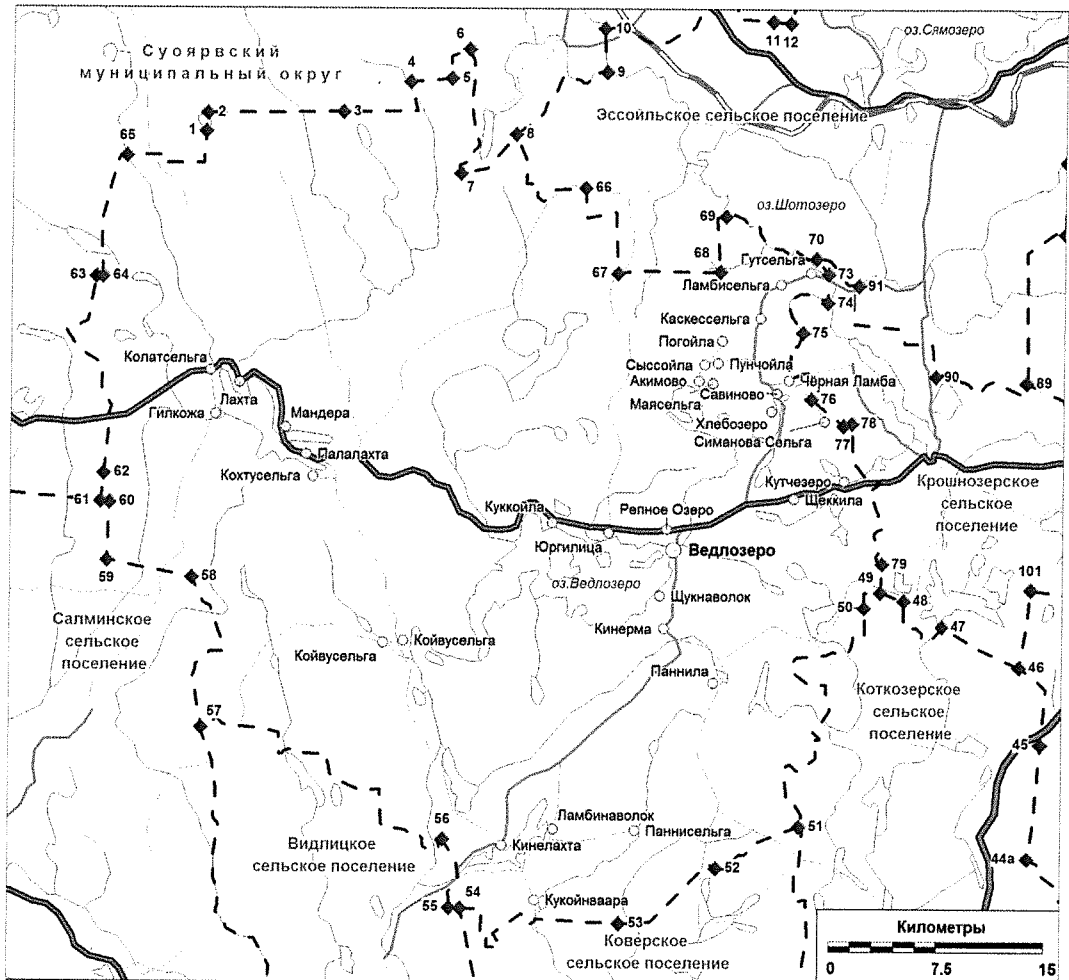 6
10
11
12
оз.Сямозеро
Суоярвский
муниципальный округ
4
5
9
2
3
1
8
Эссойльское сельское поселение
65
7
66
69
оз.Шотозеро
70
68
Гутсельга
73
63
64
67
Ламбисельга
91
74
Каскессельга
75
Погойла
Колатсельга
Сыссойла
Пунчойла
90
89
Акимово
Чёрная Ламба
Лахта
Савиново
Маясельга
76
Гилкожа
Мандера
Хлебозеро
78
Симанова Сельга
77
Палалахта
62
Кохтусельга
Кутчезеро
Крошнозерское
сельское
поселение
61
60
Куккойла
Репное Озеро
Щеккила
Юргилица
Ведлозеро
59
58
оз.Ведлозеро
79
101
49
Щукнаволок
50
48
Салминское
сельское
поселение
Кинерма
47
Койвусельга
Койвусельга
46
Паннила
Коткозерское
сельское
поселение
57
45
56
Ламбинаволок
Паннисельга
51
Видлицкое
сельское поселение
Кинелахта
44а
52
55
54
Кукойнваара
53
Коверское
сельское поселение
Километры
0
7.5
15